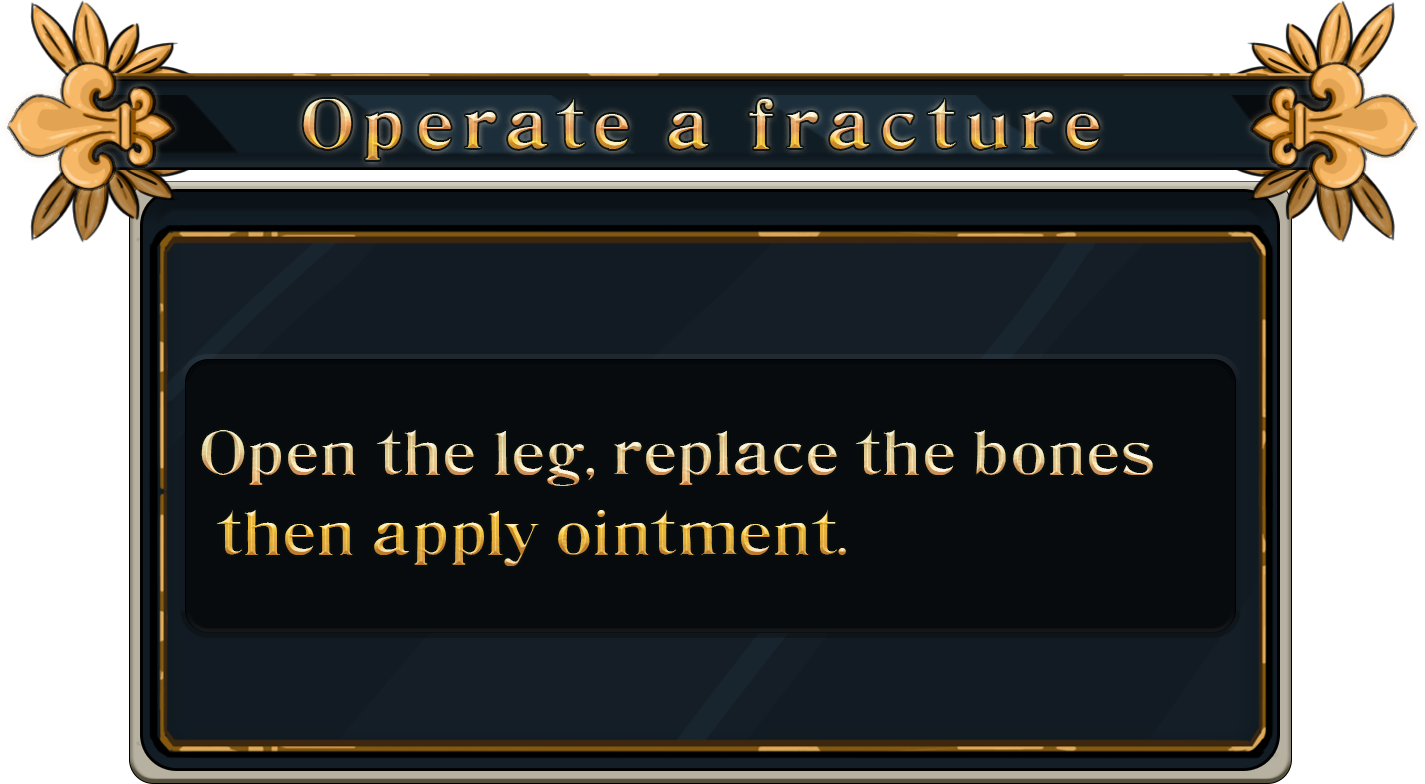 Operate a fracture
Open the leg, replace the bones
then apply ointment.